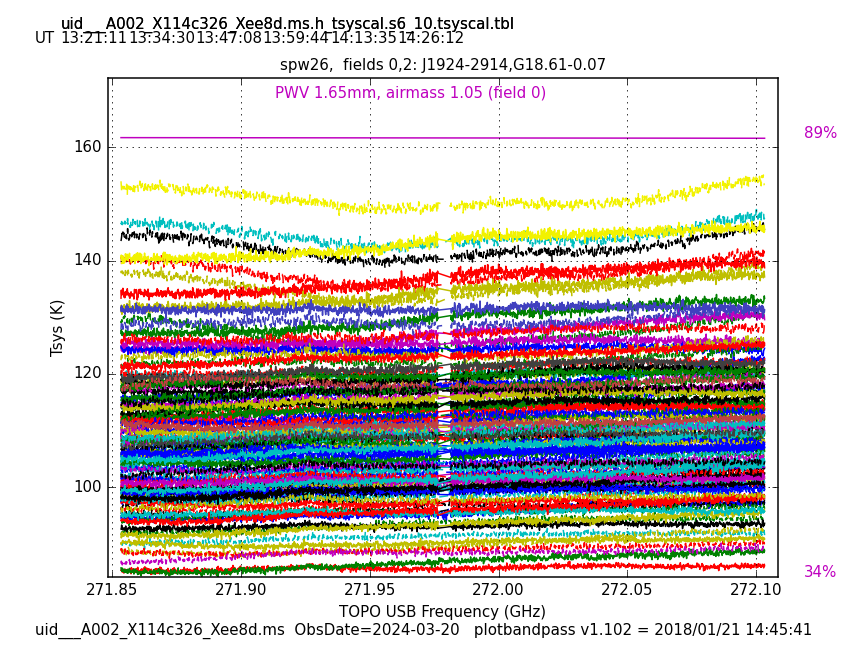 uid___A002_X114c326_Xee8d.ms.h_tsyscal.s6_10.tsyscal.tbl
UT 13:21:11 13:34:30 13:47:08 13:59:44 14:13:35 14:26:12
spw26, fields 0,2: J1924-2914,G18.61-0.07
PWV 1.65mm, airmass 1.05 (field 0)
89%
160
140
120
100
Tsys (K)
34%
271.85 271.90 271.95 272.00 272.05 272.10
TOPO USB Frequency (GHz)
uid___A002_X114c326_Xee8d.ms ObsDate=2024-03-20 plotbandpass v1.102 = 2018/01/21 14:45:41